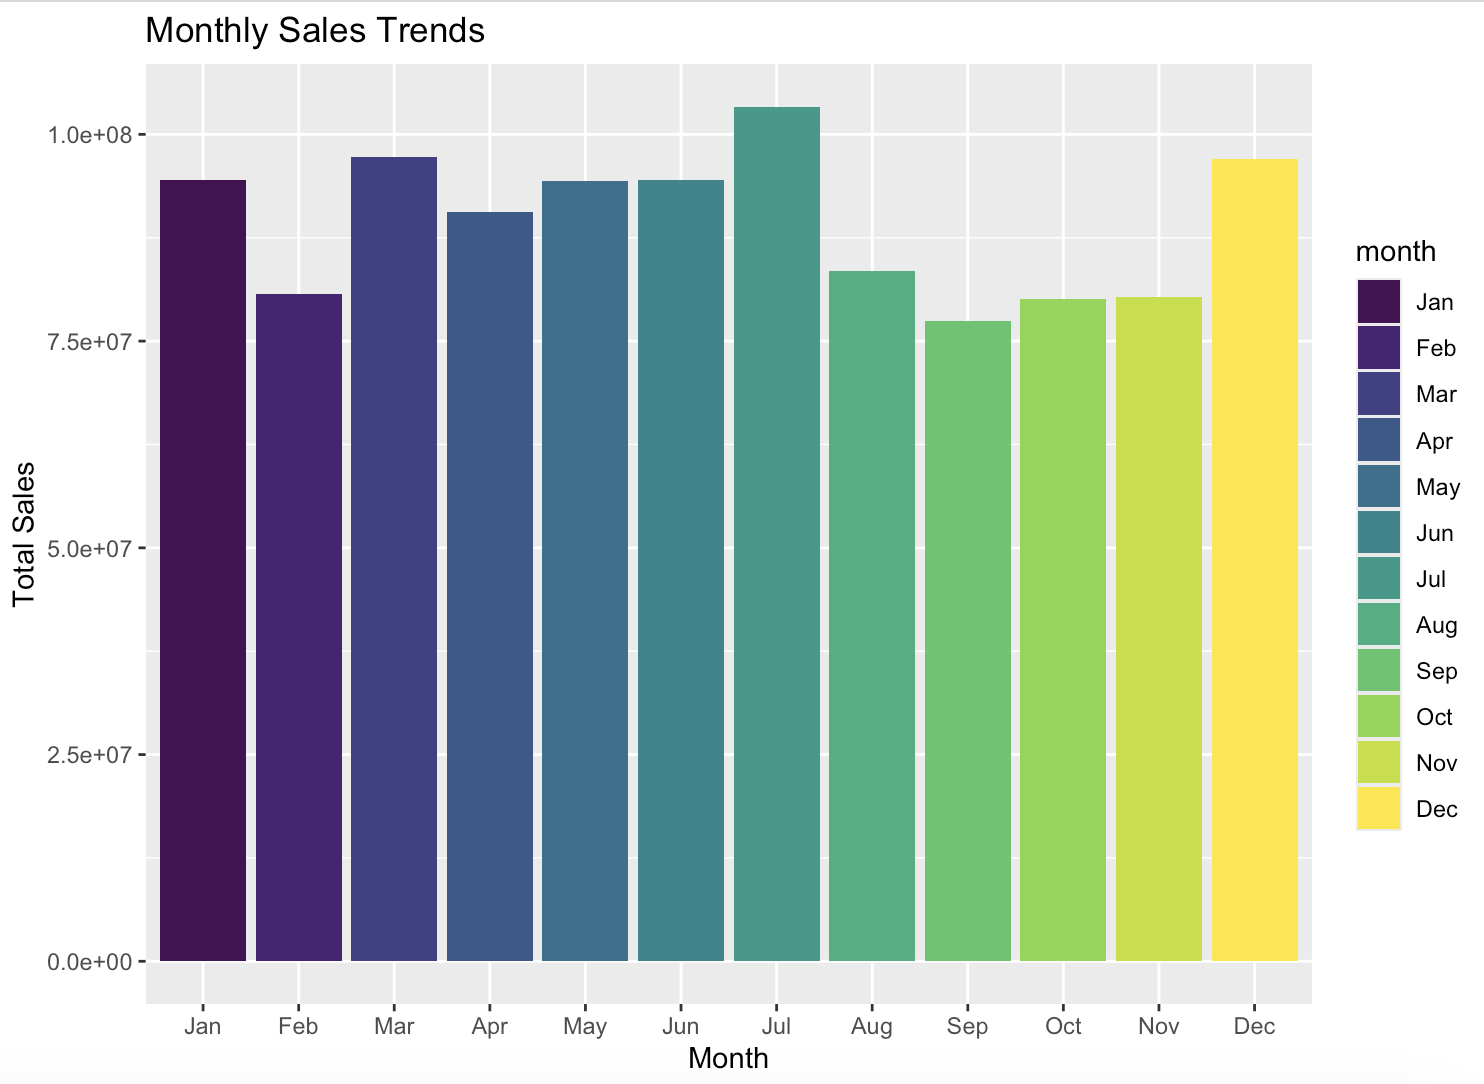 Monthly Sales Trends
1.0e+08
7.5e+07
5.0e+07
2.5e+07
0.0e+00
Total Sales
Jan Feb Mar Apr May Jun Jul Aug Sep Oct Nov Dec
Month
month
Jan
Feb
Mar
Apr
May
Jun
Jul
Aug
Sep
Oct
Nov
Dec